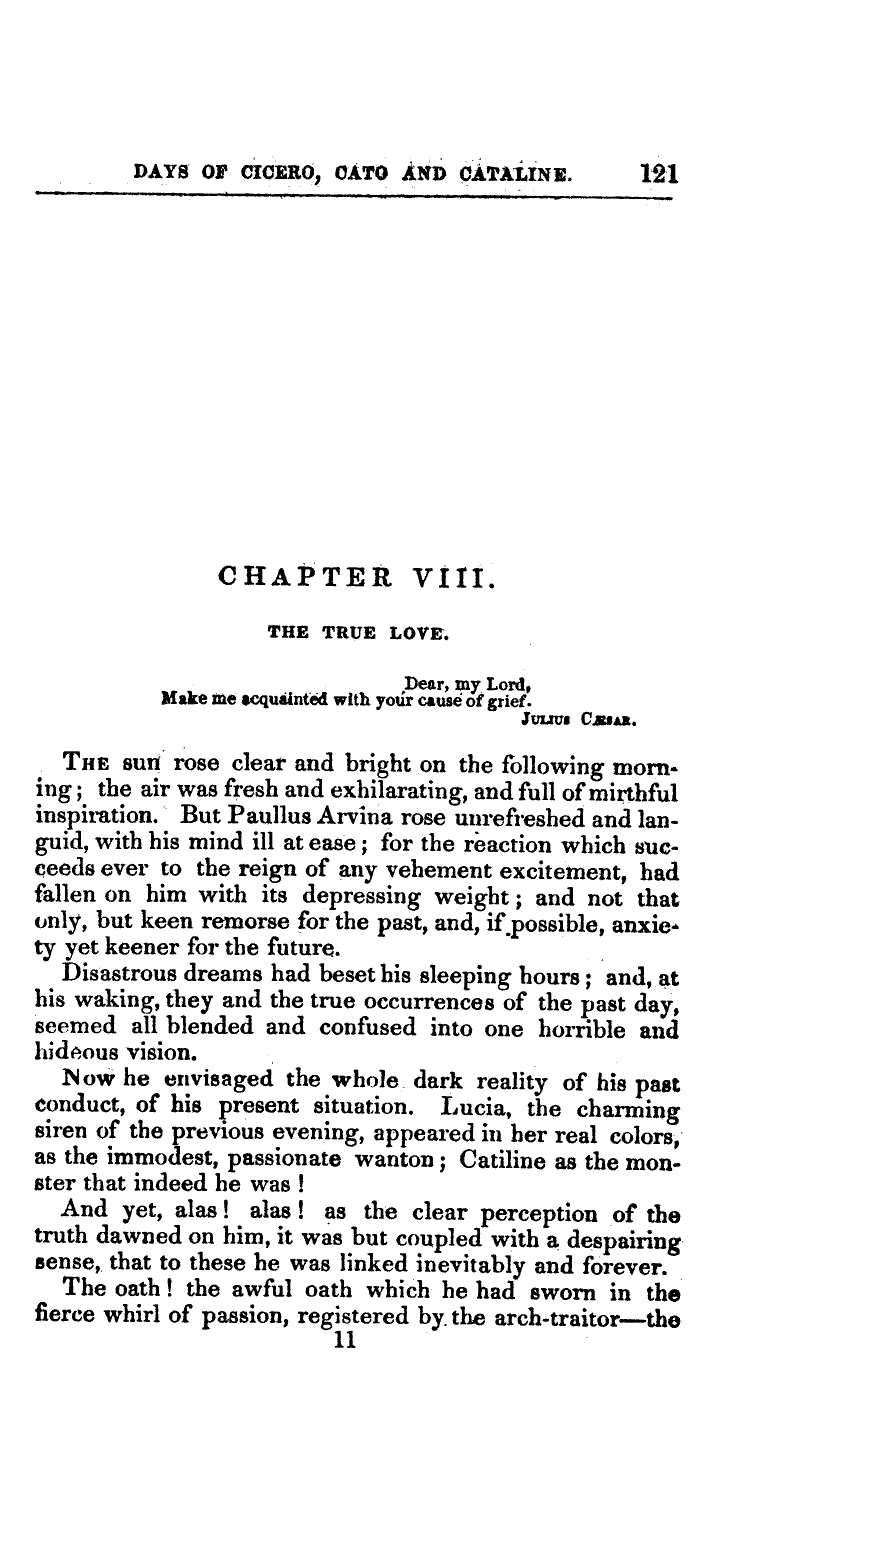 DAYS OF CICERO, CATO AND CATALINE. 121
CHAPTER VIII.
THE TRUE LOVE.
Dear, my Lord,
Make me acquainted with your cause of grief.
JULIUS CÆSAR.
THE sun rose clear and bright on the following morn-
ing; the air was fresh and exhilarating, and full of mirthful
inspiration. But Paullus Arvina rose unrefreshed and lan-
guid, with his mind ill at ease; for the reaction which suc-
ceeds ever to the reign of any vehement excitement, had
fallen on him with its depressing weight; and not that
only, but keen remorse for the past, and, if possible, anxie-
ty yet keener for the future.
Disastrous dreams had beset his sleeping hours; and, at
his waking, they and the true occurrences of the past day,
seemed all blended and confused into one horrible and
hideous vision.
Now he envisaged the whole dark reality of his past
conduct, of his present situation. Lucia, the charming
siren of the previous evening, appeared in her real colors,
as the immodest, passionate wanton; Catiline as the mon-
ster that indeed he was!
And yet, alas! alas! as the clear perception of the
truth dawned on him, it was but coupled with a despairing
sense, that to these he was linked inevitably and forever.
The oath! the awful oath which he had sworn in the
fierce whirl of passion, registered by the arch-traitor—the
11